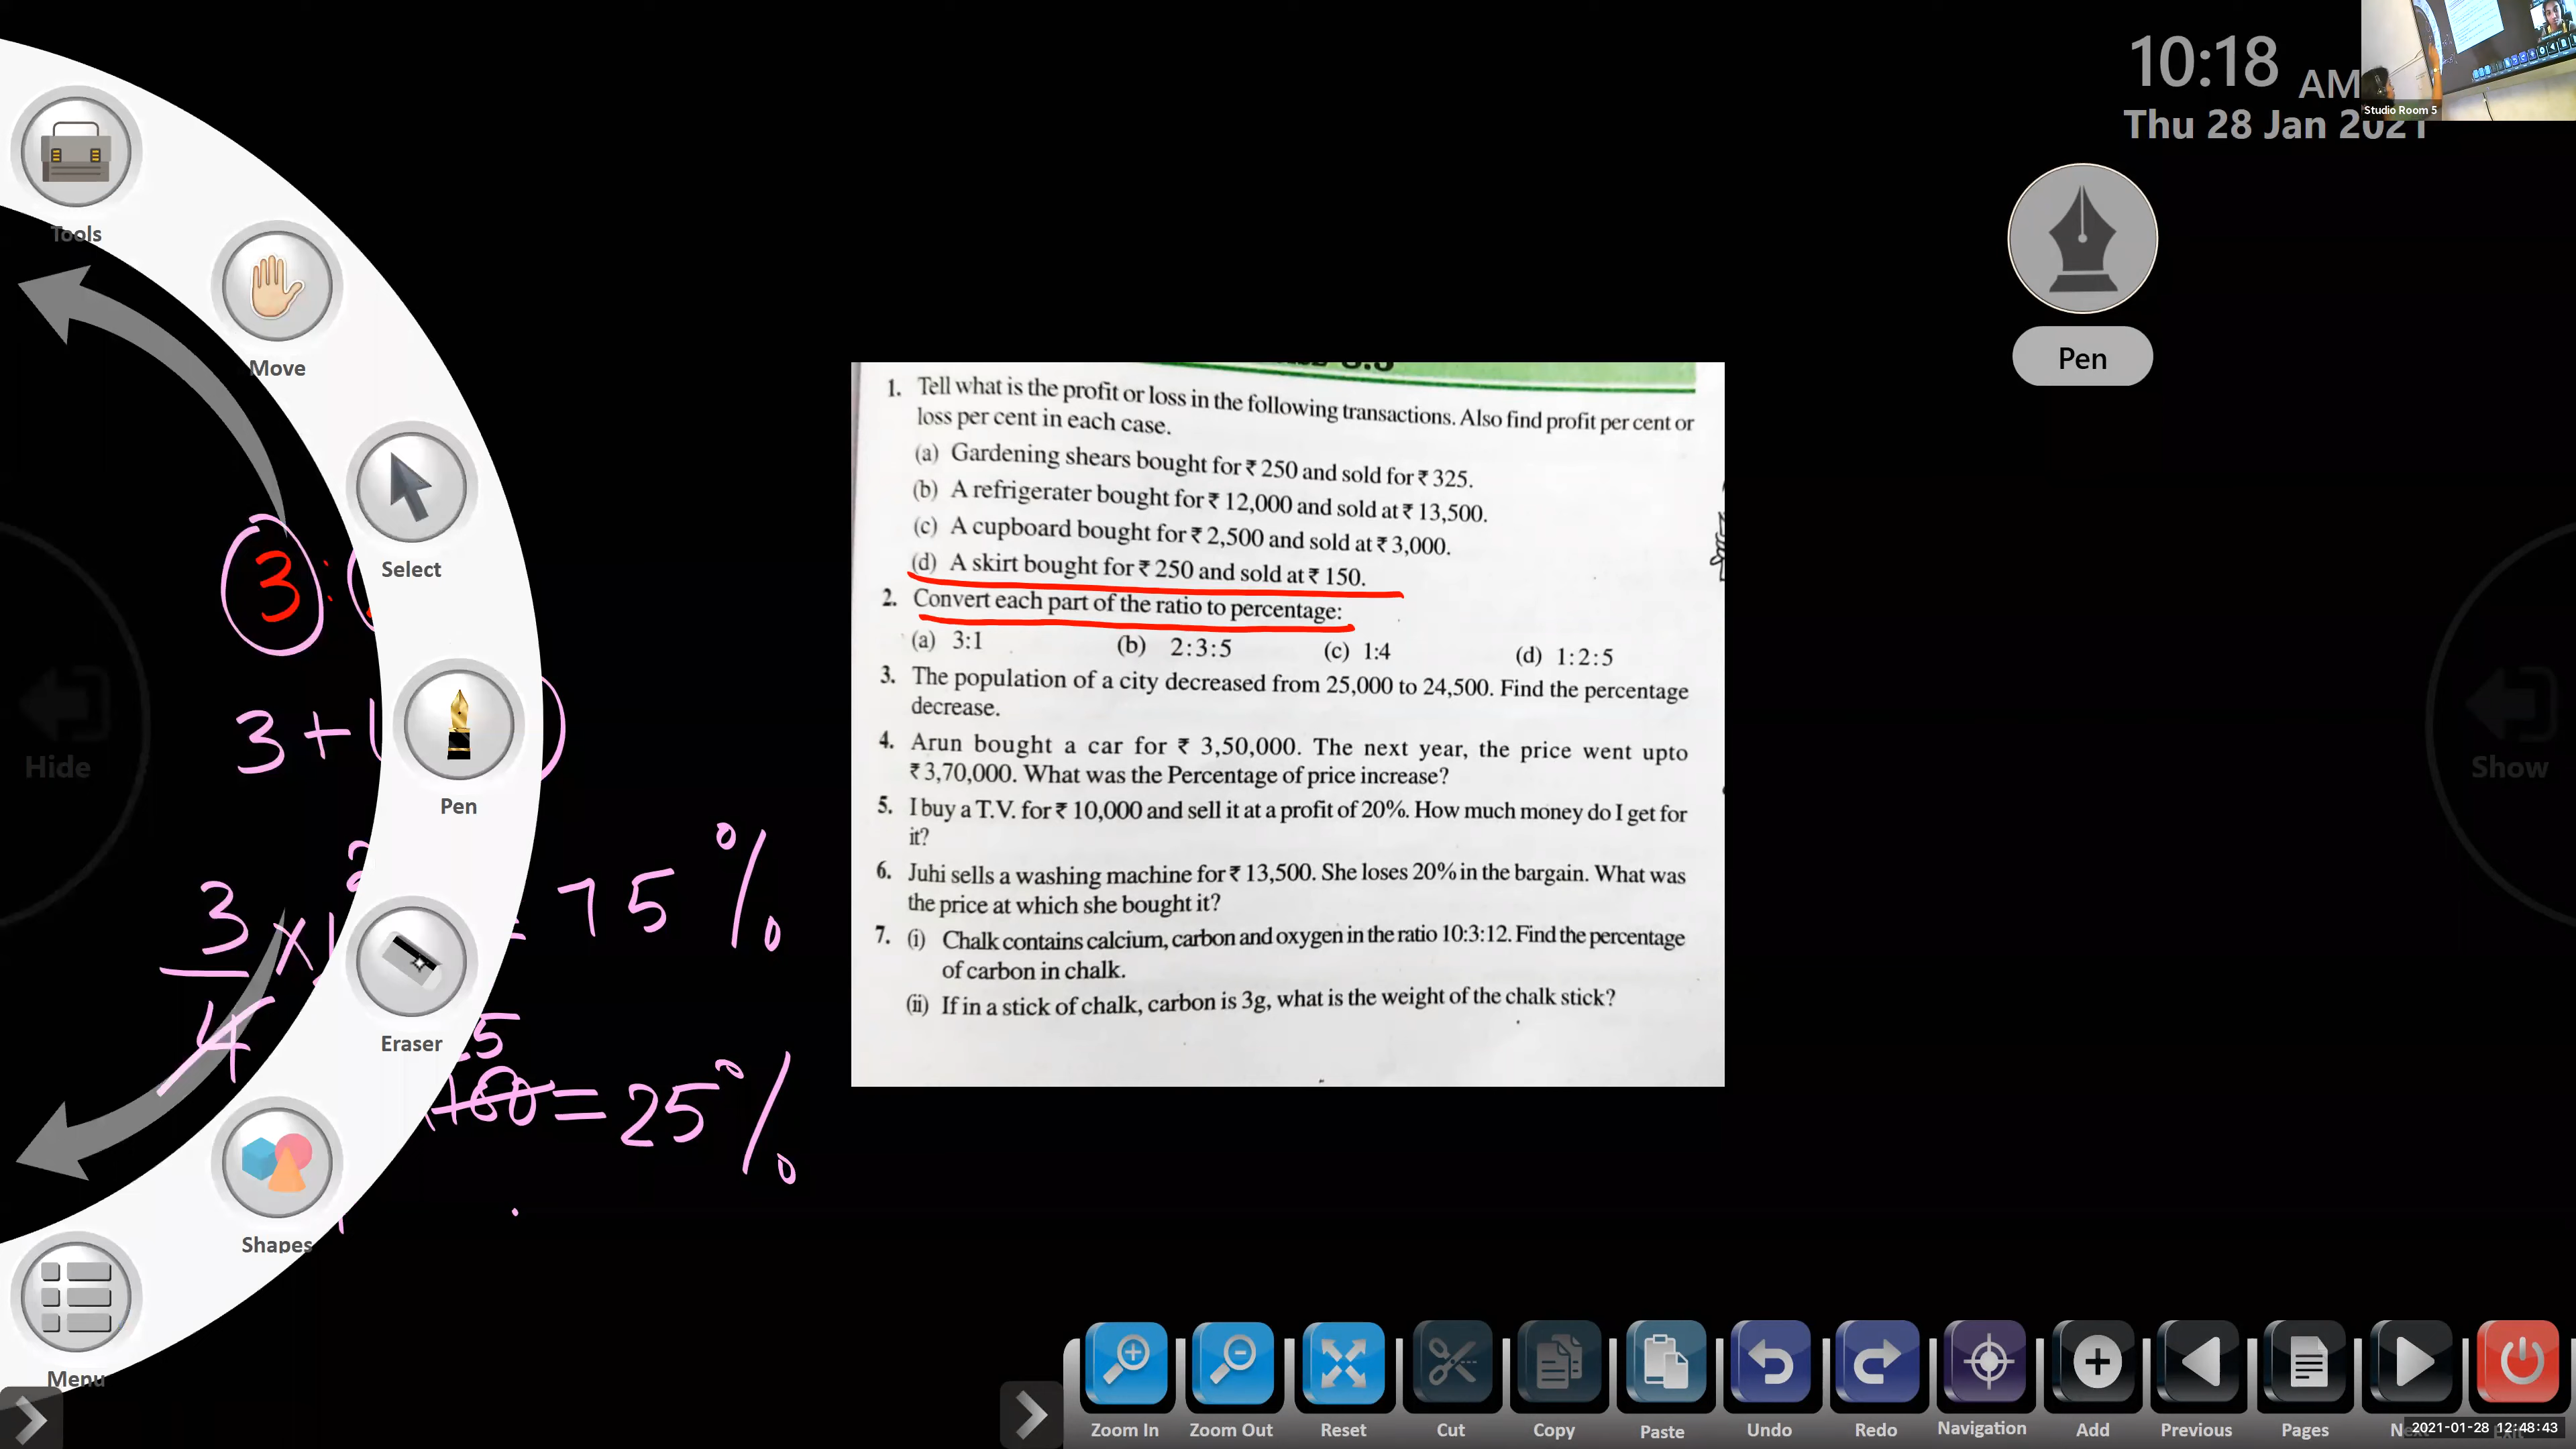 10:18 AM
Thu 28 Jan 2021
Studio Room 5
Tools
Move
Select
Pen
Eraser
Shapes
Menu
Hide
Show
Pen
3 :
3 + 1
3
4
×1
= 75 %
25
100 = 25 %
1. Tell what is the profit or loss in the following transactions. Also find profit per cent or
loss per cent in each case.
(a) Gardening shears bought for ₹ 250 and sold for ₹ 325.
(b) A refrigerater bought for ₹ 12,000 and sold at ₹ 13,500.
(c) A cupboard bought for ₹ 2,500 and sold at ₹ 3,000.
(d) A skirt bought for ₹ 250 and sold at ₹ 150.
2. Convert each part of the ratio to percentage:
(a) 3:1 (b) 2:3:5 (c) 1:4 (d) 1:2:5
3. The population of a city decreased from 25,000 to 24,500. Find the percentage
decrease.
4. Arun bought a car for ₹ 3,50,000. The next year, the price went upto
₹ 3,70,000. What was the Percentage of price increase?
5. I buy a T.V. for ₹ 10,000 and sell it at a profit of 20%. How much money do I get for
it?
6. Juhi sells a washing machine for ₹ 13,500. She loses 20% in the bargain. What was
the price at which she bought it?
7. (i) Chalk contains calcium, carbon and oxygen in the ratio 10:3:12. Find the percentage
of carbon in chalk.
(ii) If in a stick of chalk, carbon is 3g, what is the weight of the chalk stick?
Zoom In Zoom Out Reset Cut Copy Paste Undo Redo Navigation Add Previous Pages
2021-01-28 12:48:43